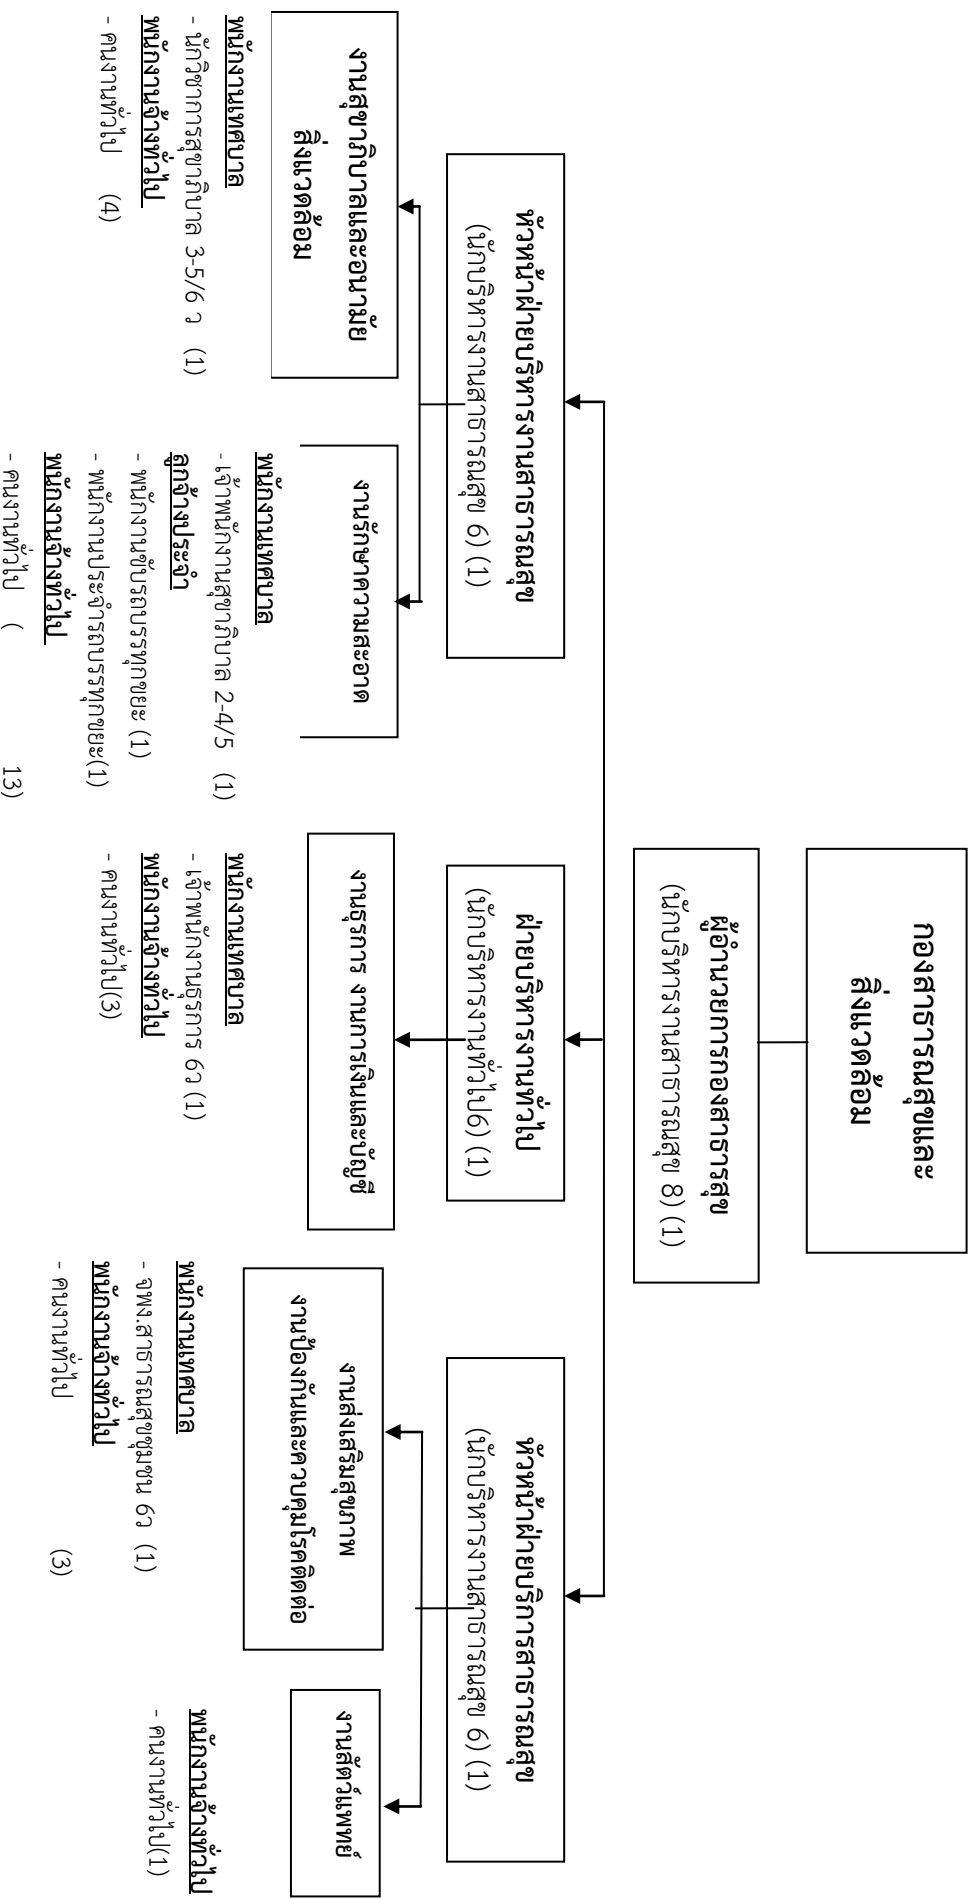 กองสาธารณสุขและ
สิ่งแวดล้อม
ผู้อำนวยการกองสาธารสุข
(นักบริหารงานสาธารณสุข 8) (1)
หัวหน้าฝ่ายบริหารงานสาธารณสุข
(นักบริหารงานสาธารณสุข 6) (1)
ฝ่ายบริหารงานทั่วไป
(นักบริหารงานทั่วไป6) (1)
หัวหน้าฝ่ายบริการสาธารณสุข
(นักบริหารงานสาธารณสุข 6) (1)
งานสุขาภิบาลและอนามัย
สิ่งแวดล้อม
พนักงานเทศบาล
- นักวิชาการสุขาภิบาล 3-5/6 ว (1)
พนักงานจ้างทั่วไป
- คนงานทั่วไป (4)
งานรักษาความสะอาด
พนักงานเทศบาล
- เจ้าพนักงานสุขาภิบาล 2-4/5 (1)
ลูกจ้างประจำ
- พนักงานขับรถบรรทุกขยะ (1)
- พนักงานประจำรถบรรทุกขยะ(1)
พนักงานจ้างทั่วไป
- คนงานทั่วไป ( 13)
งานธุรการ งานการเงินและบัญชี
พนักงานเทศบาล
- เจ้าพนักงานธุรการ 6ว (1)
พนักงานจ้างทั่วไป
- คนงานทั่วไป(3)
งานส่งเสริมสุขภาพ
งานป้องกันและควบคุมโรคติดต่อ
พนักงานเทศบาล
- จพง.สาธารณสุขชุมชน 6ว (1)
พนักงานจ้างทั่วไป
- คนงานทั่วไป (3)
งานสัตว์แพทย์
พนักงานจ้างทั่วไป
- คนงานทั่วไป(1)